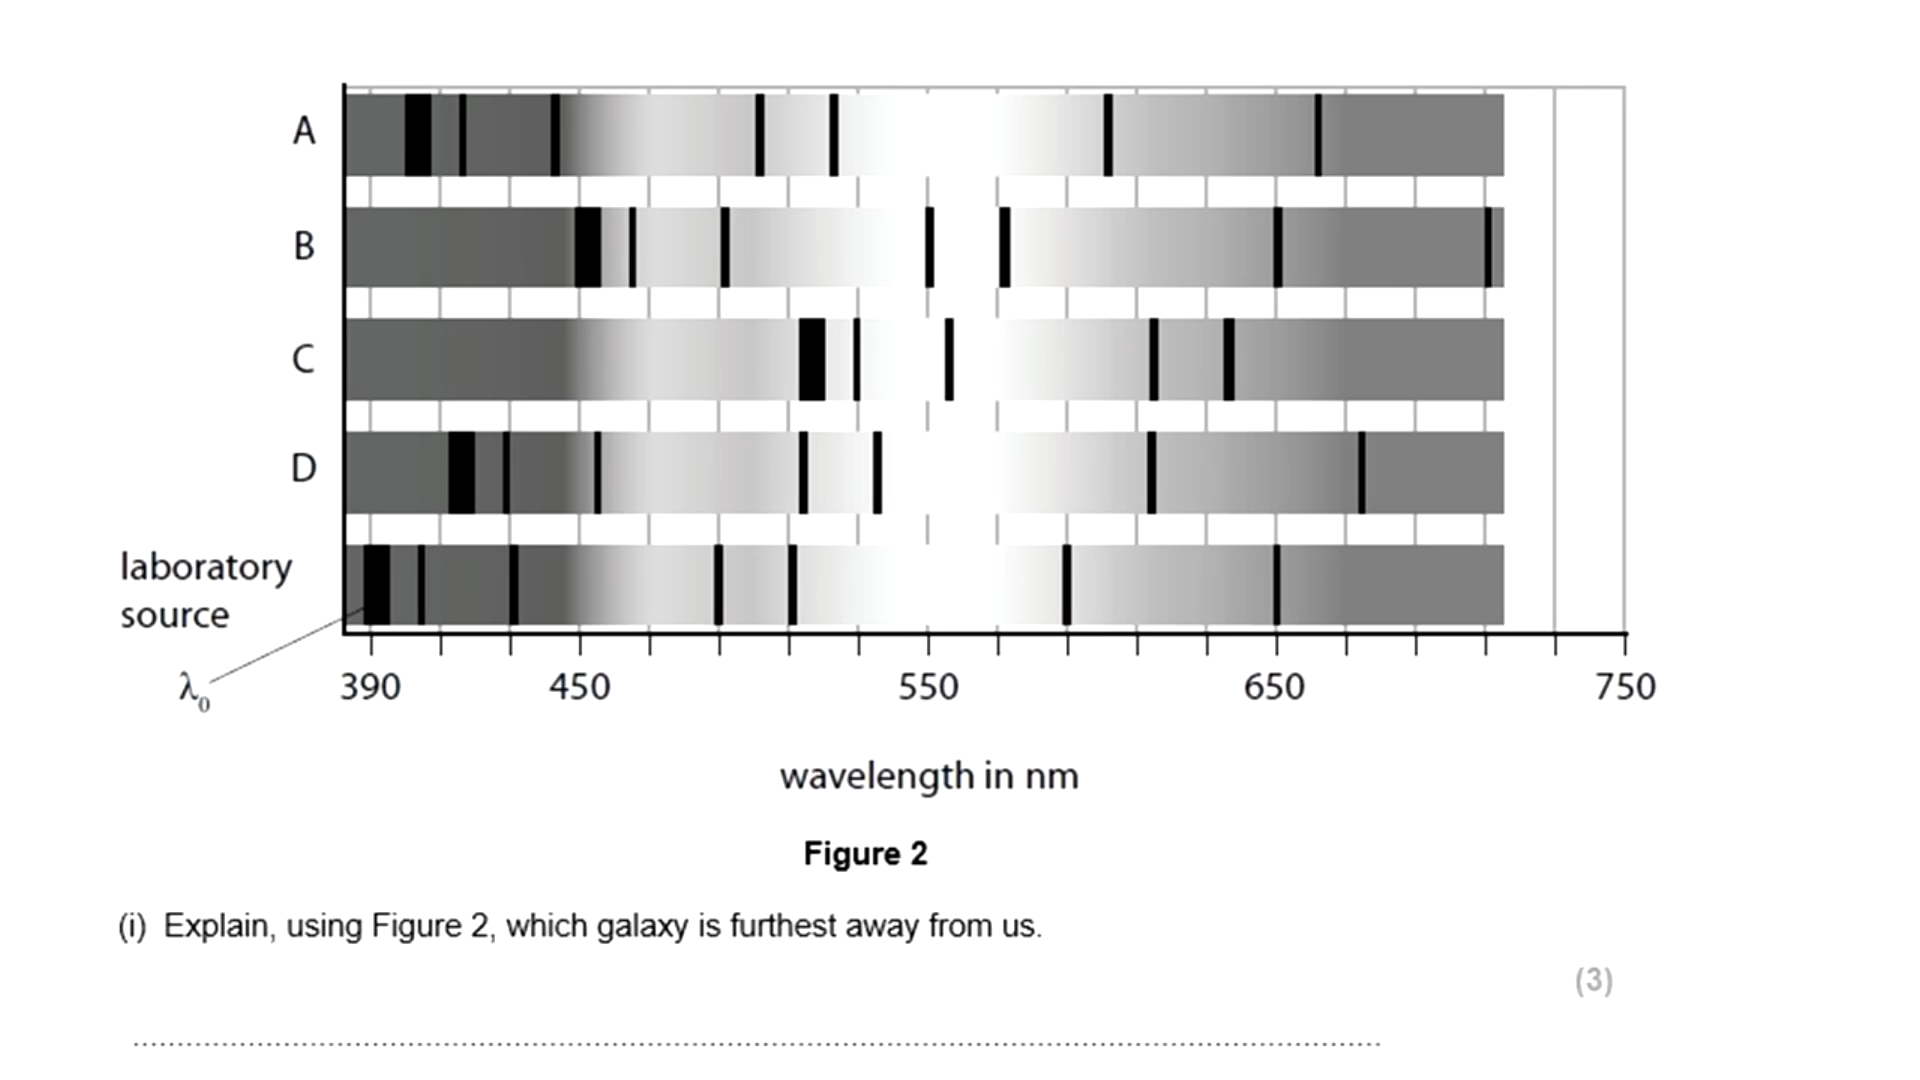 A
B
C
D
laboratory
source
λ₀
390 450 550 650 750
wavelength in nm
Figure 2
(i) Explain, using Figure 2, which galaxy is furthest away from us.
(3)